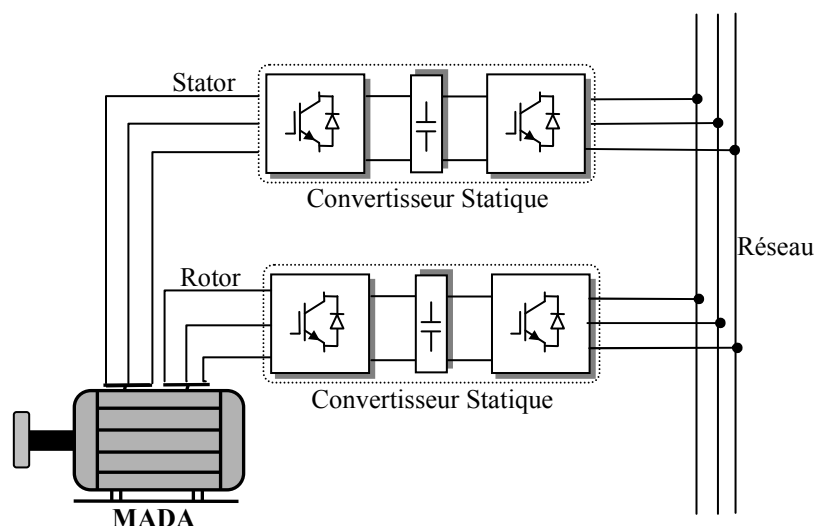 Stator
Convertisseur Statique
Réseau
Rotor
Convertisseur Statique
MADA